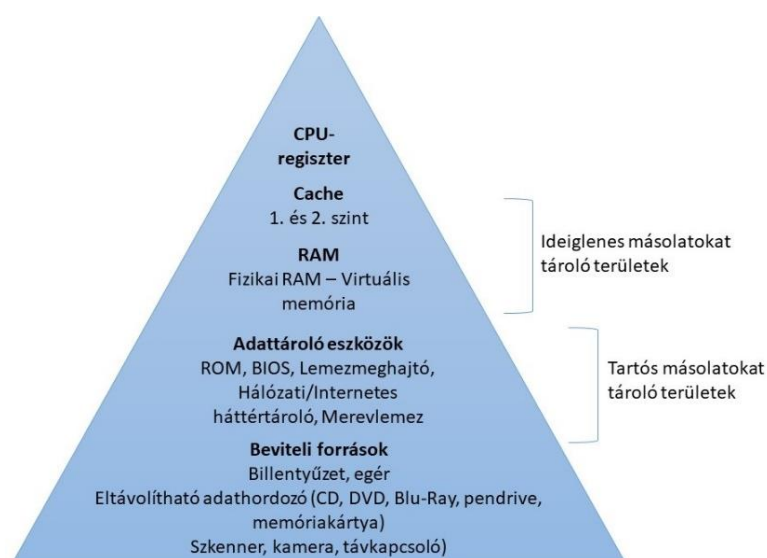 CPU-
regiszter
Cache
1. és 2. szint
RAM
Fizikai RAM – Virtuális
memória
Ideiglenes másolatokat
tároló területek
Adattároló eszközök
ROM, BIOS, Lemezmeghajtó,
Hálózati/Internetes
háttértároló, Merevlemez
Tartós másolatokat
tároló területek
Beviteli források
Billentyűzet, egér
Eltávolítható adathordozó (CD, DVD, Blu-Ray, pendrive,
memóriakártya)
Szkenner, kamera, távkapcsoló)